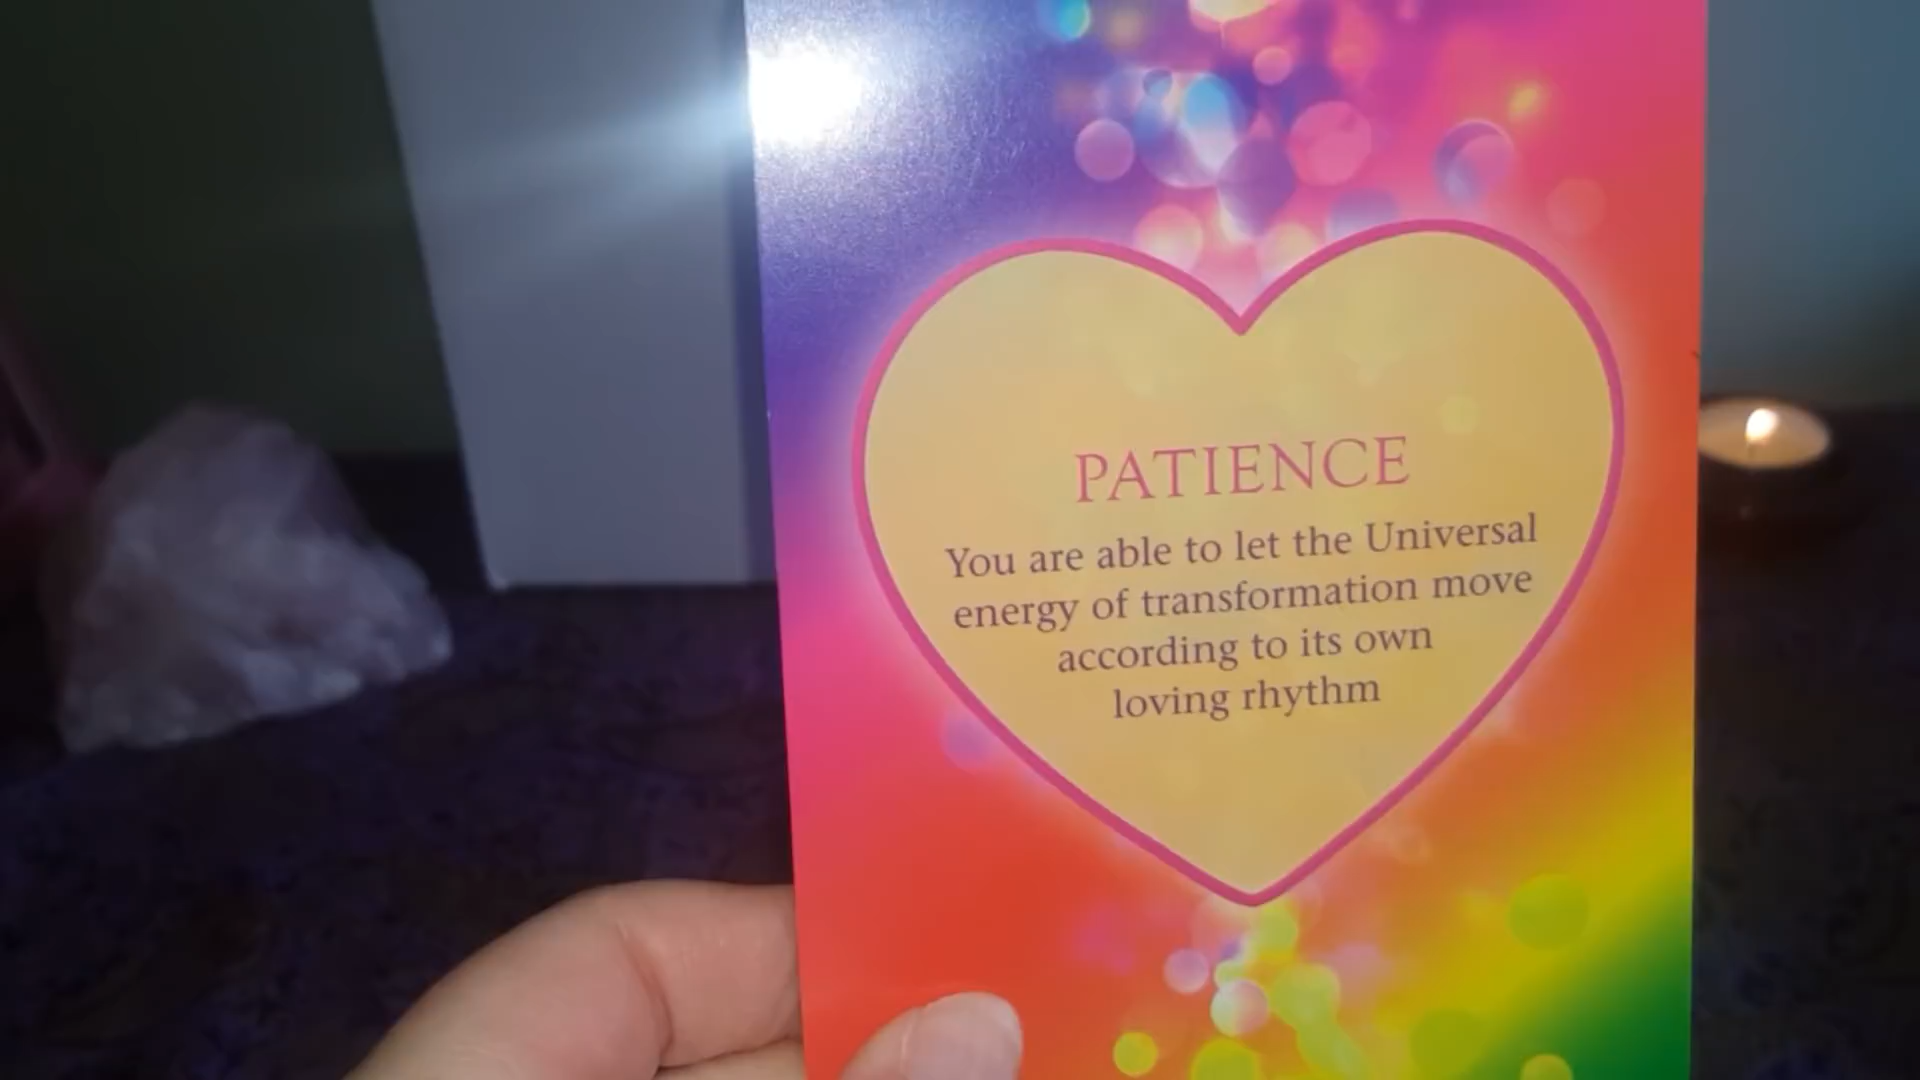 PATIENCE
You are able to let the Universal
energy of transformation move
according to its own
loving rhythm